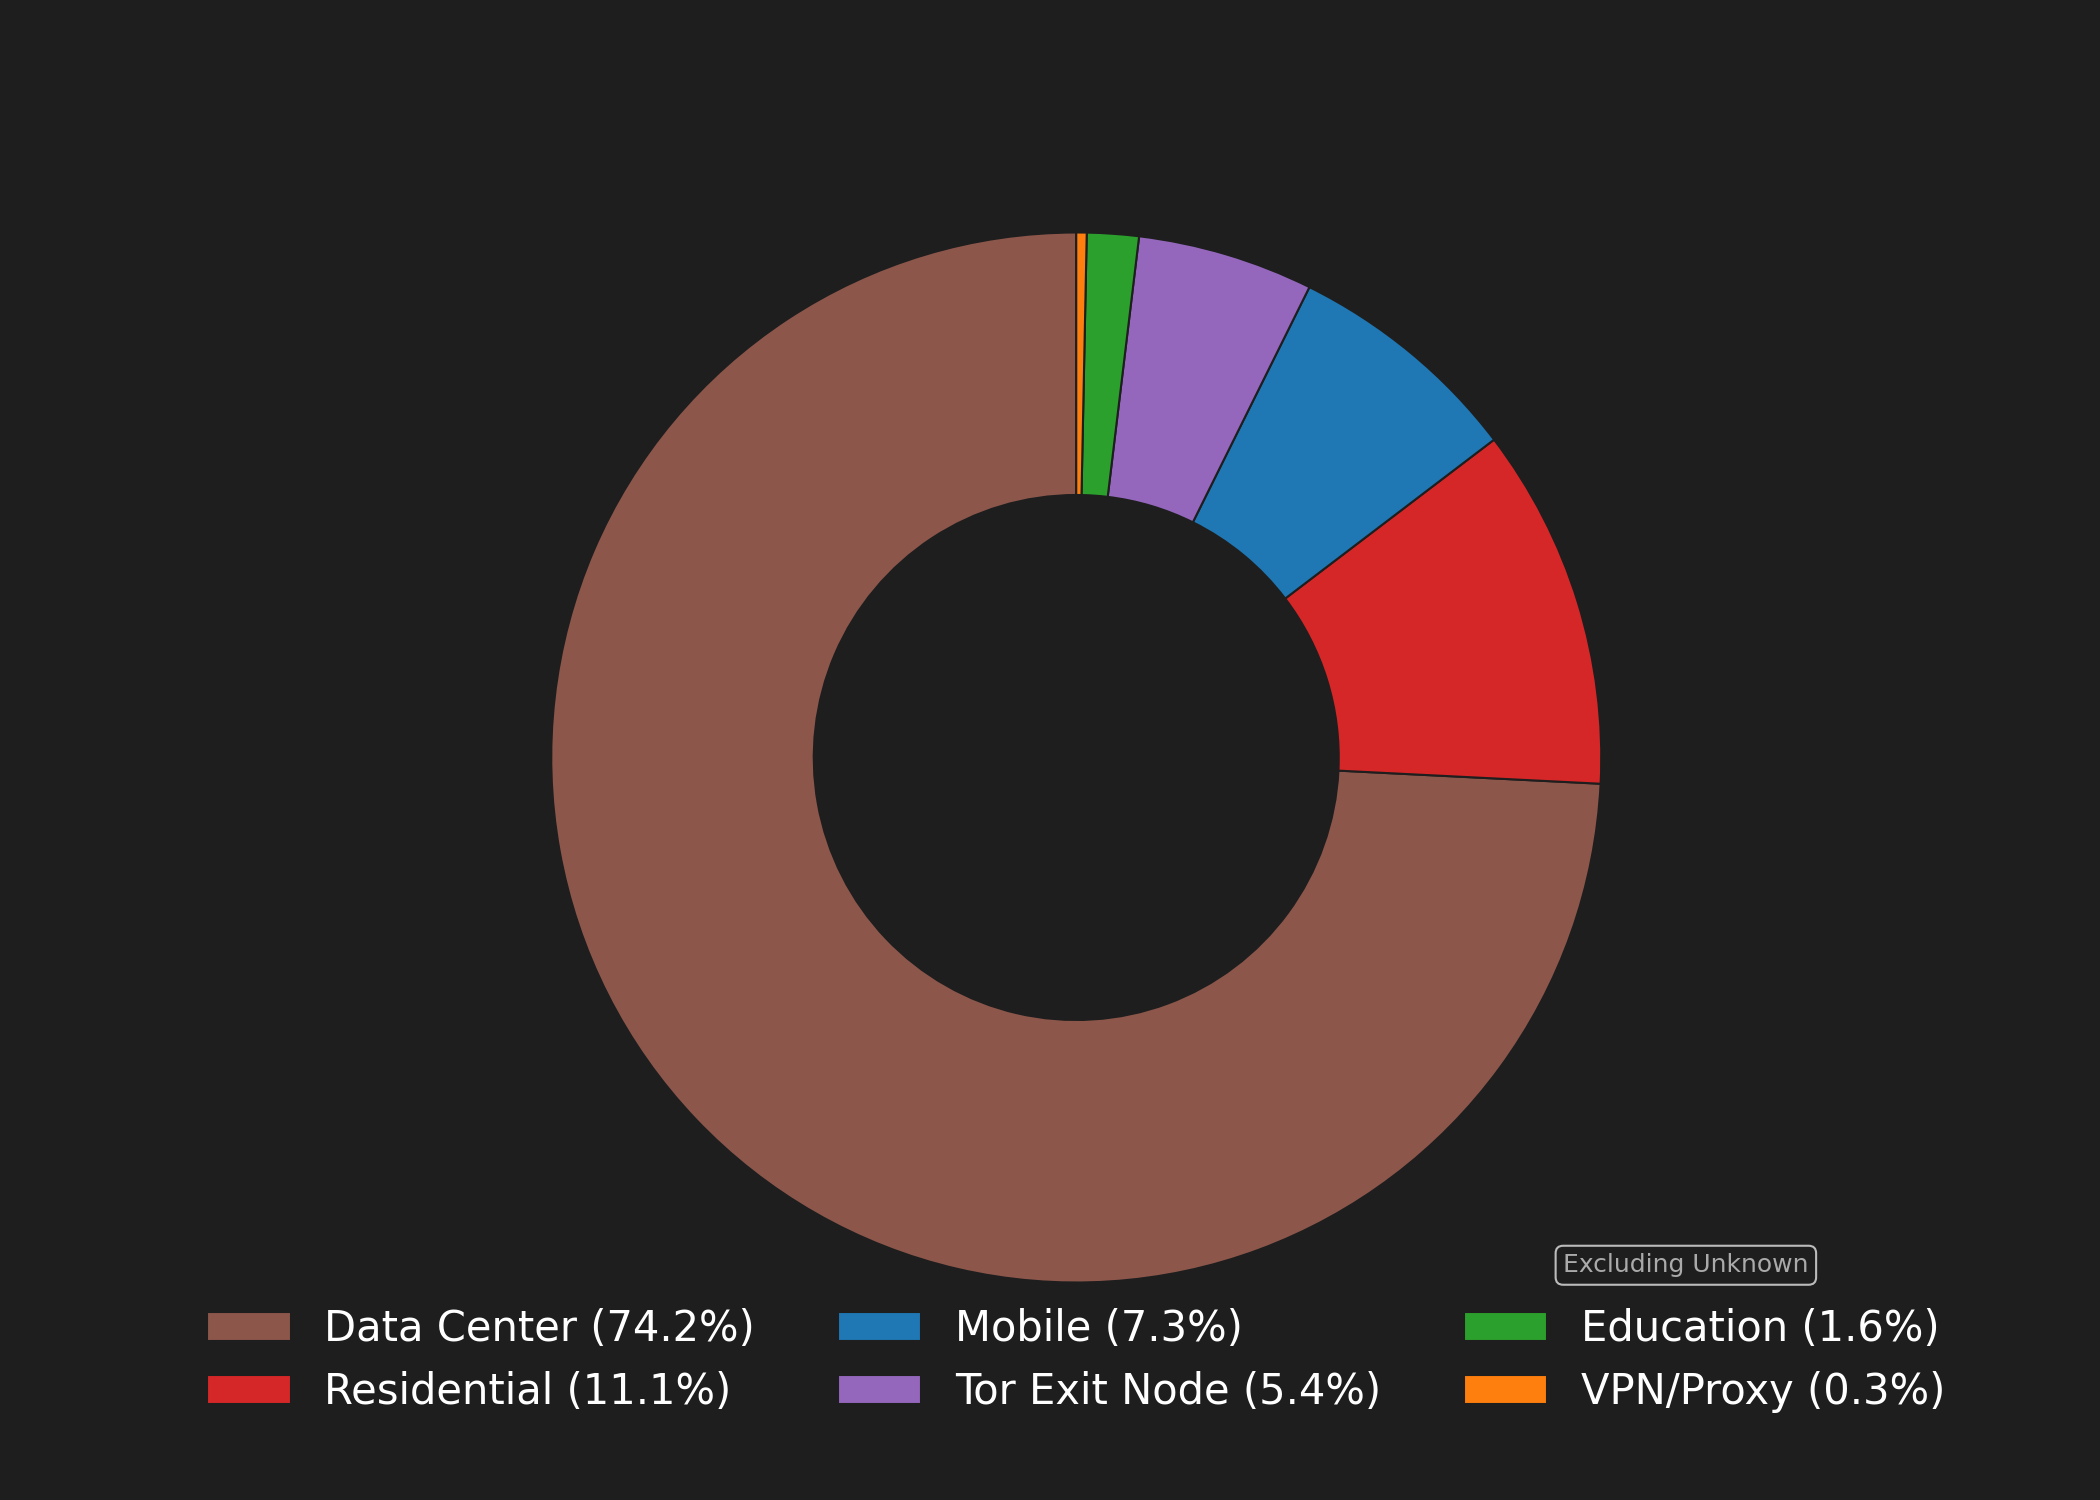 Excluding Unknown
Data Center (74.2%)
Mobile (7.3%)
Education (1.6%)
Residential (11.1%)
Tor Exit Node (5.4%)
VPN/Proxy (0.3%)